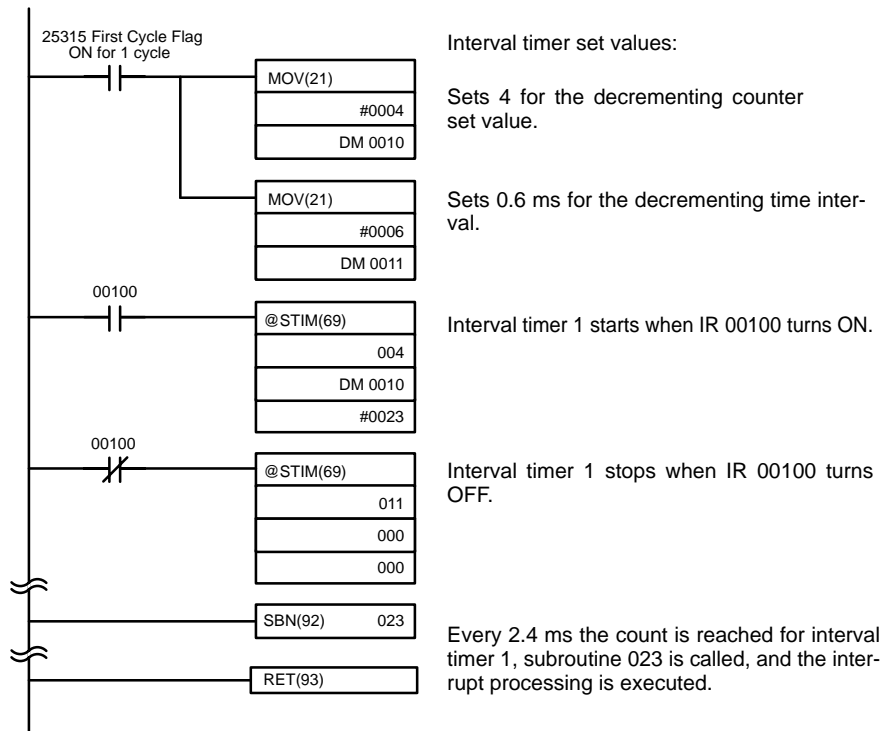 25315 First Cycle Flag
ON for 1 cycle
MOV(21)
#0004
DM 0010
Interval timer set values:
Sets 4 for the decrementing counter
set value.
MOV(21)
#0006
DM 0011
Sets 0.6 ms for the decrementing time inter-
val.
00100
@STIM(69)
004
DM 0010
#0023
Interval timer 1 starts when IR 00100 turns ON.
00100
@STIM(69)
011
000
000
Interval timer 1 stops when IR 00100 turns
OFF.
SBN(92) 023
RET(93)
Every 2.4 ms the count is reached for interval
timer 1, subroutine 023 is called, and the inter-
rupt processing is executed.